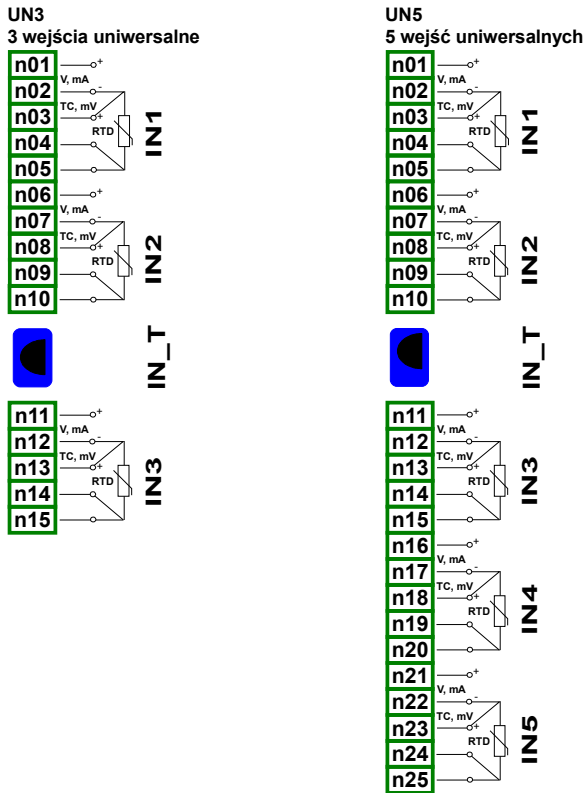 UN3
3 wejścia uniwersalne
n01
+
V, mA
n02
-
TC, mV
n03
+
RTD
n04
n05
IN1
n06
+
V, mA
n07
-
TC, mV
n08
+
RTD
n09
n10
IN2
IN_T
n11
+
V, mA
n12
-
TC, mV
n13
+
RTD
n14
n15
IN3
UN5
5 wejść uniwersalnych
n01
+
V, mA
n02
-
TC, mV
n03
+
RTD
n04
n05
IN1
n06
+
V, mA
n07
-
TC, mV
n08
+
RTD
n09
n10
IN2
IN_T
n11
+
V, mA
n12
-
TC, mV
n13
+
RTD
n14
n15
IN3
n16
+
V, mA
n17
-
TC, mV
n18
+
RTD
n19
n20
IN4
n21
+
V, mA
n22
-
TC, mV
n23
+
RTD
n24
n25
IN5